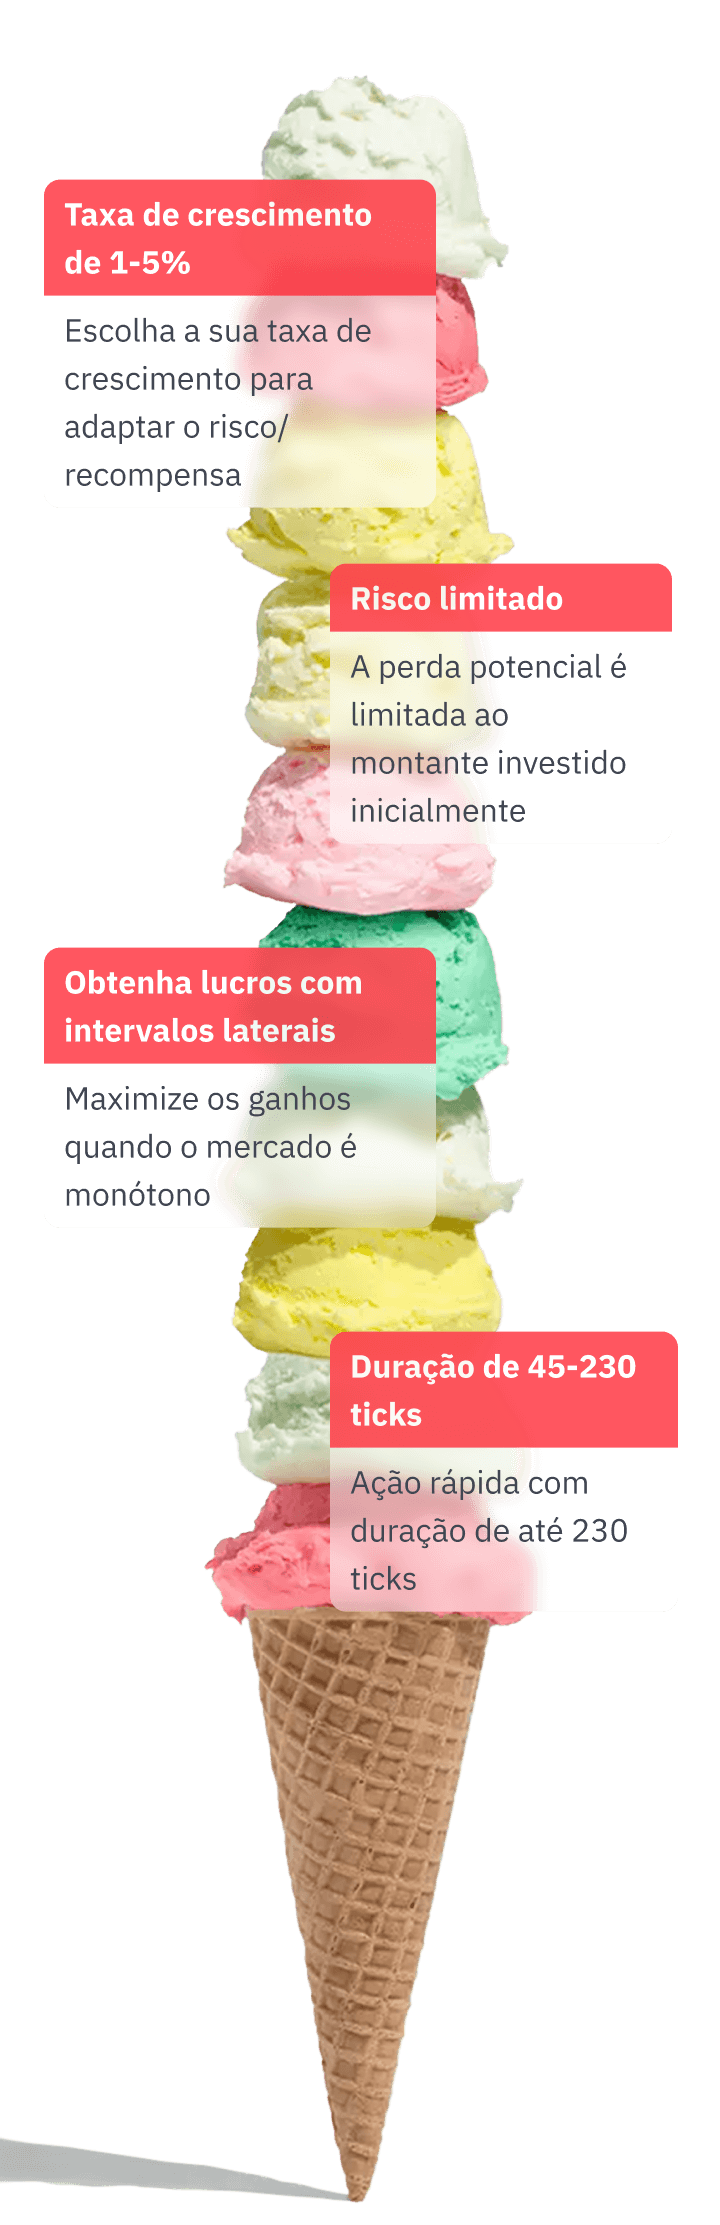 Taxa de crescimento
de 1-5%
Escolha a sua taxa de
crescimento para
adaptar o risco/
recompensa
Risco limitado
A perda potencial é
limitada ao
montante investido
inicialmente
Obtenha lucros com
intervalos laterais
Maximize os ganhos
quando o mercado é
monótono
Duração de 45-230
ticks
Ação rápida com
duração de até 230
ticks